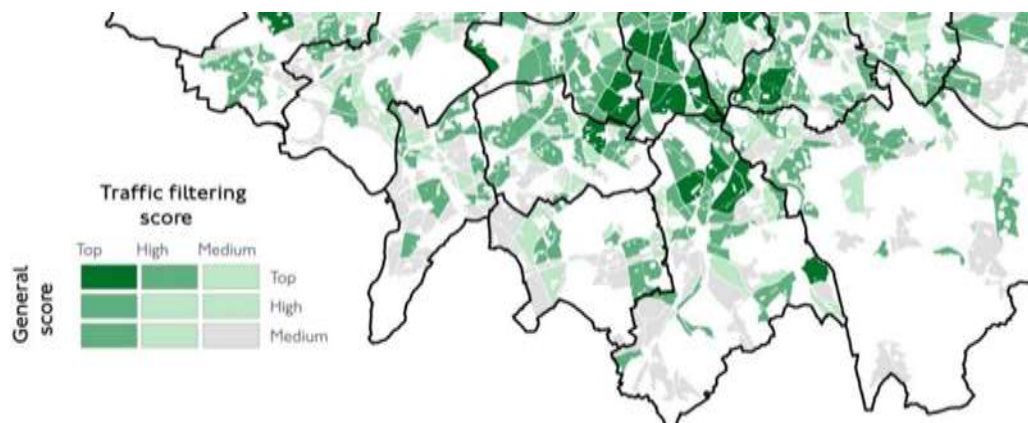 Traffic filtering
score
Top High Medium
Top
High
Medium
General
score